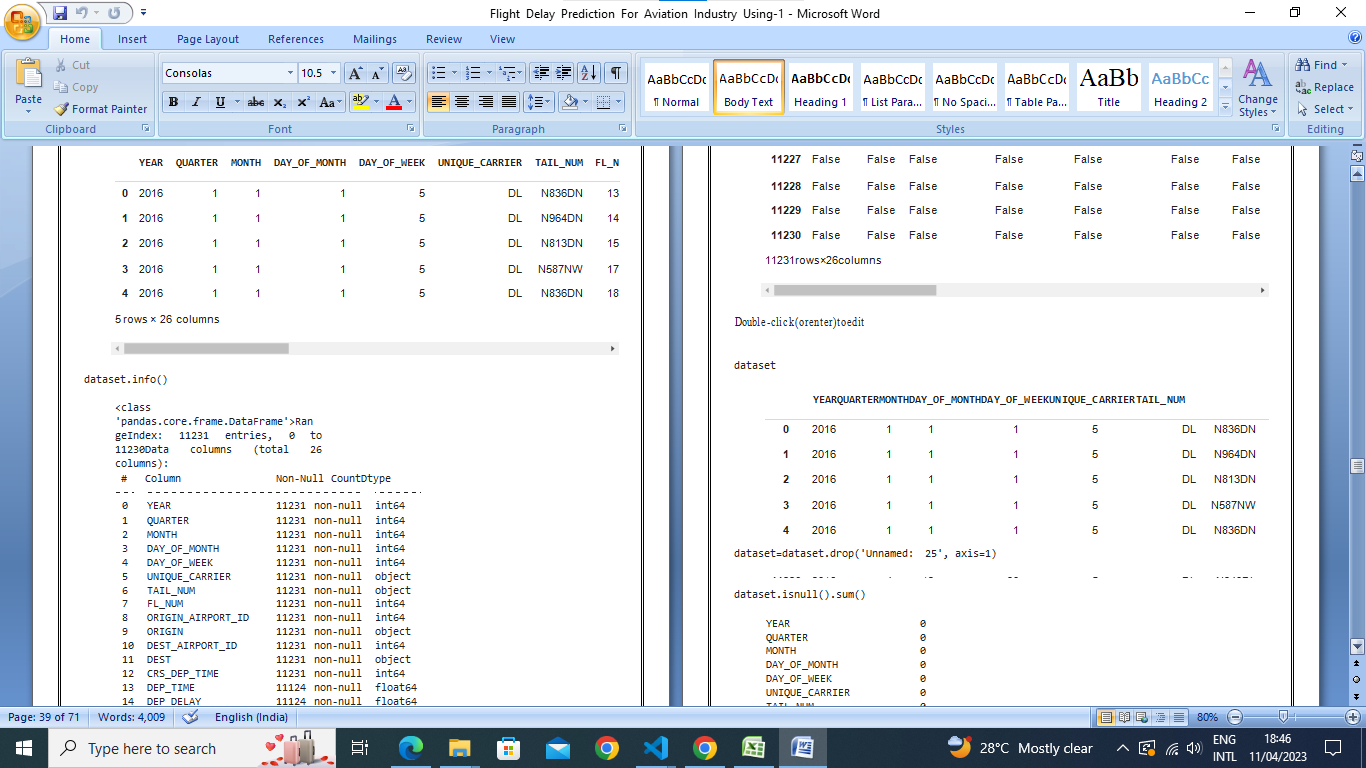 Flight Delay Prediction For Aviation Industry Using-1 - Microsoft Word
Home Insert Page Layout References Mailings Review View
Paste
Cut
Copy
Format Painter
Clipboard
Consolas 10.5
B I U abc x₂ x² Aa
Font
Paragraph
AaBbCcDc AaBbCcDc AaBbCcDc AaBbCcDc AaBbCcDc AaBbCcDc AaBb AaBbCc
¶ Normal Body Text Heading 1 ¶ List Para... ¶ No Spaci... ¶ Table Pa... Title Heading 2
Change Styles
Styles
Find
Replace
Select
Editing
YEAR QUARTER MONTH DAY_OF_MONTH DAY_OF_WEEK UNIQUE_CARRIER TAIL_NUM FL_N
0 2016 1 1 1 5 DL N836DN 13
1 2016 1 1 1 5 DL N964DN 14
2 2016 1 1 1 5 DL N813DN 15
3 2016 1 1 1 5 DL N587NW 17
4 2016 1 1 1 5 DL N836DN 18
5 rows × 26 columns
dataset.info()
<class
'pandas.core.frame.DataFrame'>Ran
geIndex: 11231 entries, 0 to
11230Data columns (total 26
columns):
# Column Non-Null CountDtype
0 YEAR 11231 non-null int64
1 QUARTER 11231 non-null int64
2 MONTH 11231 non-null int64
3 DAY_OF_MONTH 11231 non-null int64
4 DAY_OF_WEEK 11231 non-null int64
5 UNIQUE_CARRIER 11231 non-null object
6 TAIL_NUM 11231 non-null object
7 FL_NUM 11231 non-null int64
8 ORIGIN_AIRPORT_ID 11231 non-null int64
9 ORIGIN 11231 non-null object
10 DEST_AIRPORT_ID 11231 non-null int64
11 DEST 11231 non-null object
12 CRS_DEP_TIME 11231 non-null int64
13 DEP_TIME 11124 non-null float64
14 DEP_DELAY 11124 non-null float64
11227 False False False False False False False
11228 False False False False False False False
11229 False False False False False False False
11230 False False False False False False False
11231rows×26columns
Double-click(orenter)toedit
dataset
YEARQUARTERMONTHDAY_OF_MONTHDAY_OF_WEEKUNIQUE_CARRIERTAIL_NUM
0 2016 1 1 1 5 DL N836DN
1 2016 1 1 1 5 DL N964DN
2 2016 1 1 1 5 DL N813DN
3 2016 1 1 1 5 DL N587NW
4 2016 1 1 1 5 DL N836DN
dataset=dataset.drop('Unnamed: 25', axis=1)
dataset.isnull().sum()
YEAR 0
QUARTER 0
MONTH 0
DAY_OF_MONTH 0
DAY_OF_WEEK 0
UNIQUE_CARRIER 0
TAIL_NUM 0
Page: 39 of 71 Words: 4,009 English (India) 80%
Type here to search
28°C Mostly clear
ENG
INTL
18:46
11/04/2023